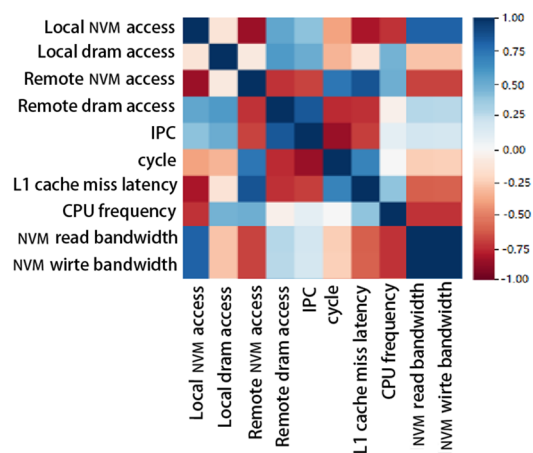 Local NVM access
Local dram access
Remote NVM access
Remote dram access
IPC
cycle
L1 cache miss latency
CPU frequency
NVM read bandwidth
NVM wirte bandwidth
1.00
0.75
0.50
0.25
0.00
-0.25
-0.50
-0.75
-1.00
Local NVM access
Local dram access
Remote NVM access
Remote dram access
IPC
cycle
L1 cache miss latency
CPU frequency
NVM read bandwidth
NVM wirte bandwidth